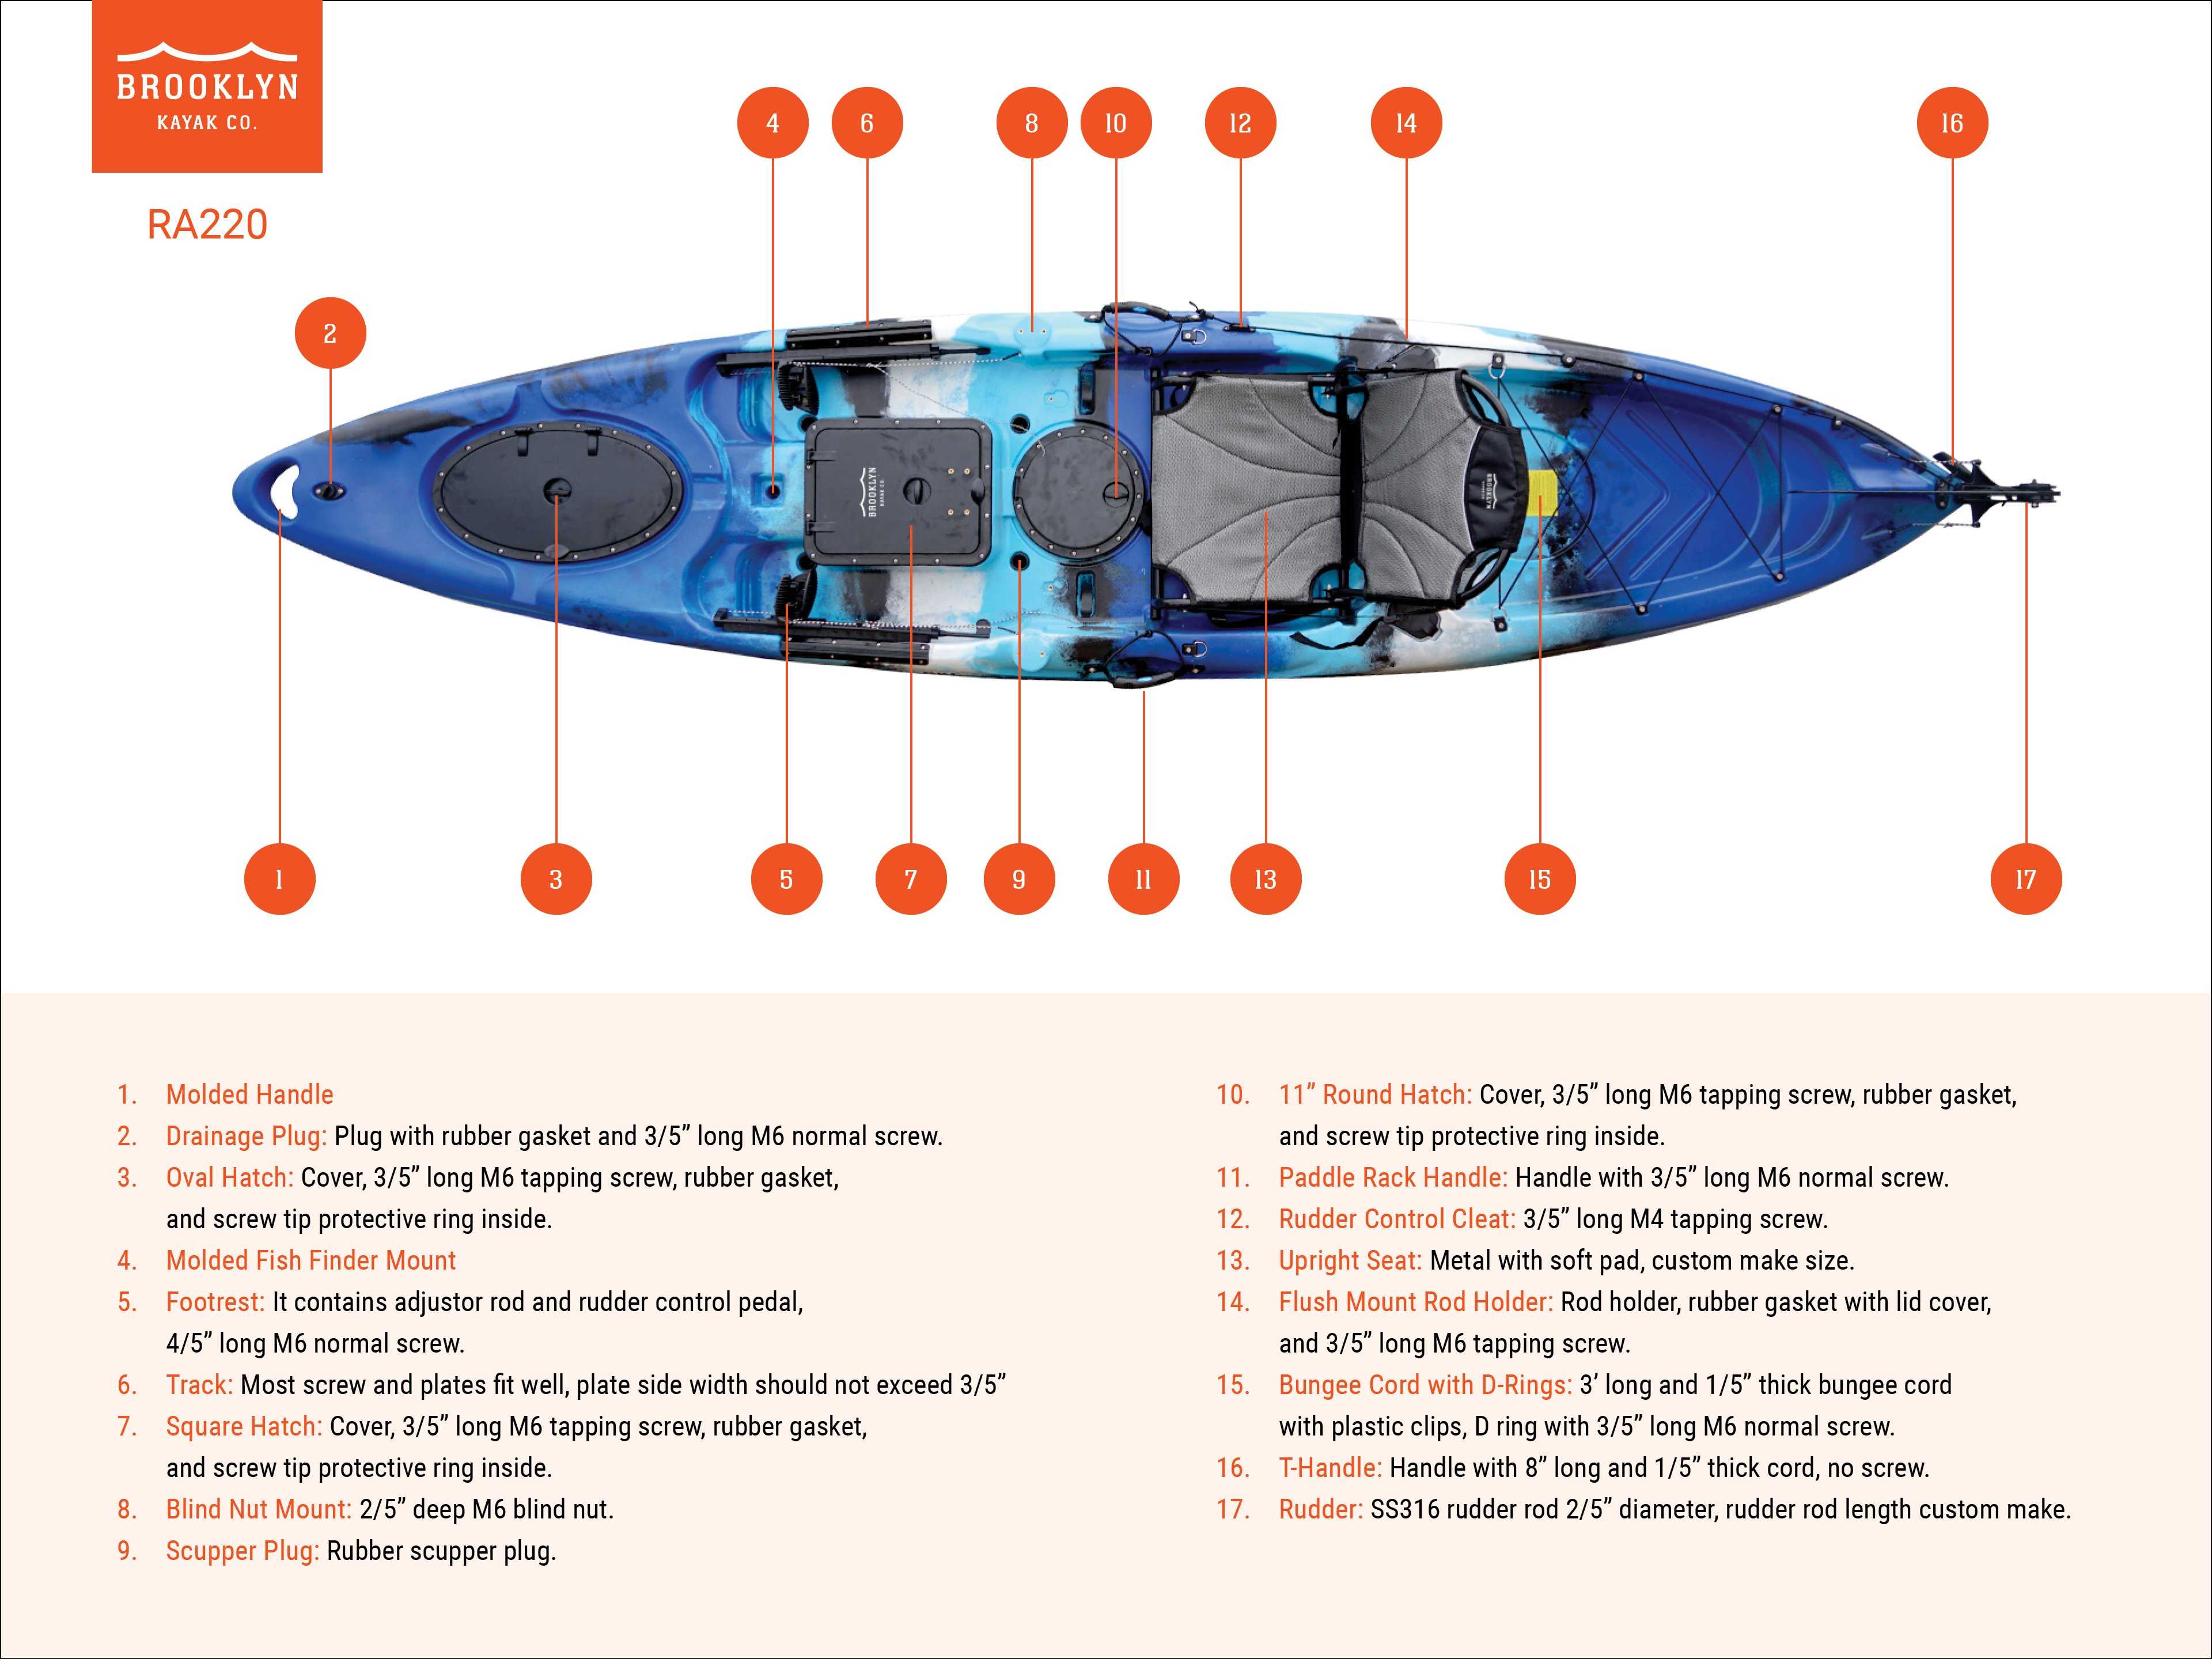 BROOKLYN
KAYAK CO.
RA220
4 6 8 10 12 14 16
2
BROOKLYN
KAYAK CO.
BROOKLYN
1 3 5 7 9 11 13 15 17
1. Molded Handle
2. Drainage Plug: Plug with rubber gasket and 3/5” long M6 normal screw.
3. Oval Hatch: Cover, 3/5” long M6 tapping screw, rubber gasket,
and screw tip protective ring inside.
4. Molded Fish Finder Mount
5. Footrest: It contains adjustor rod and rudder control pedal,
4/5” long M6 normal screw.
6. Track: Most screw and plates fit well, plate side width should not exceed 3/5”
7. Square Hatch: Cover, 3/5” long M6 tapping screw, rubber gasket,
and screw tip protective ring inside.
8. Blind Nut Mount: 2/5” deep M6 blind nut.
9. Scupper Plug: Rubber scupper plug.
10. 11” Round Hatch: Cover, 3/5” long M6 tapping screw, rubber gasket,
and screw tip protective ring inside.
11. Paddle Rack Handle: Handle with 3/5” long M6 normal screw.
12. Rudder Control Cleat: 3/5” long M4 tapping screw.
13. Upright Seat: Metal with soft pad, custom make size.
14. Flush Mount Rod Holder: Rod holder, rubber gasket with lid cover,
and 3/5” long M6 tapping screw.
15. Bungee Cord with D-Rings: 3’ long and 1/5” thick bungee cord
with plastic clips, D ring with 3/5” long M6 normal screw.
16. T-Handle: Handle with 8” long and 1/5” thick cord, no screw.
17. Rudder: SS316 rudder rod 2/5” diameter, rudder rod length custom make.